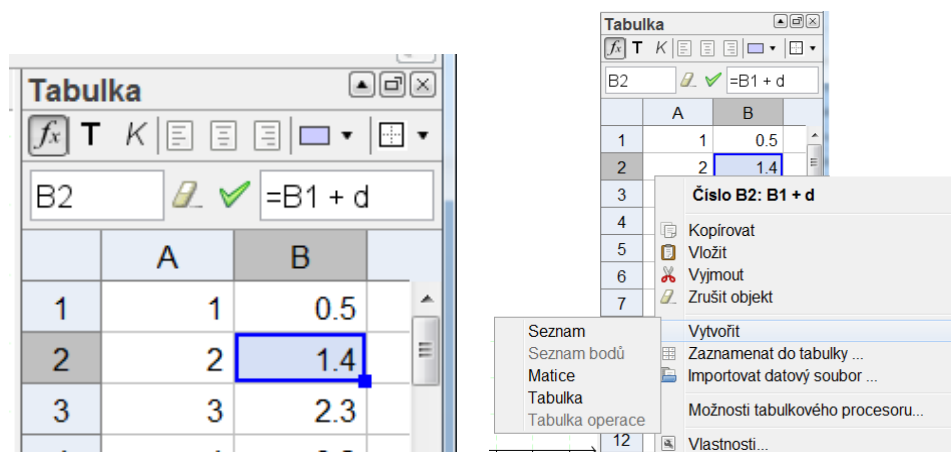 Tabulka
fx T K
B2 =B1 + d
A B
1 1 0.5
2 2 1.4
3 3 2.3
Tabulka
fx T K
B2 =B1 + d
A B
1 1 0.5
2 2 1.4
3
4
5
6
7
12
Číslo B2: B1 + d
Kopírovat
Vložit
Vyjmout
Zrušit objekt
Vytvořit
Zaznamenat do tabulky ...
Importovat datový soubor ...
Možnosti tabulkového procesoru...
Vlastnosti...
Seznam
Seznam bodů
Matice
Tabulka
Tabulka operace